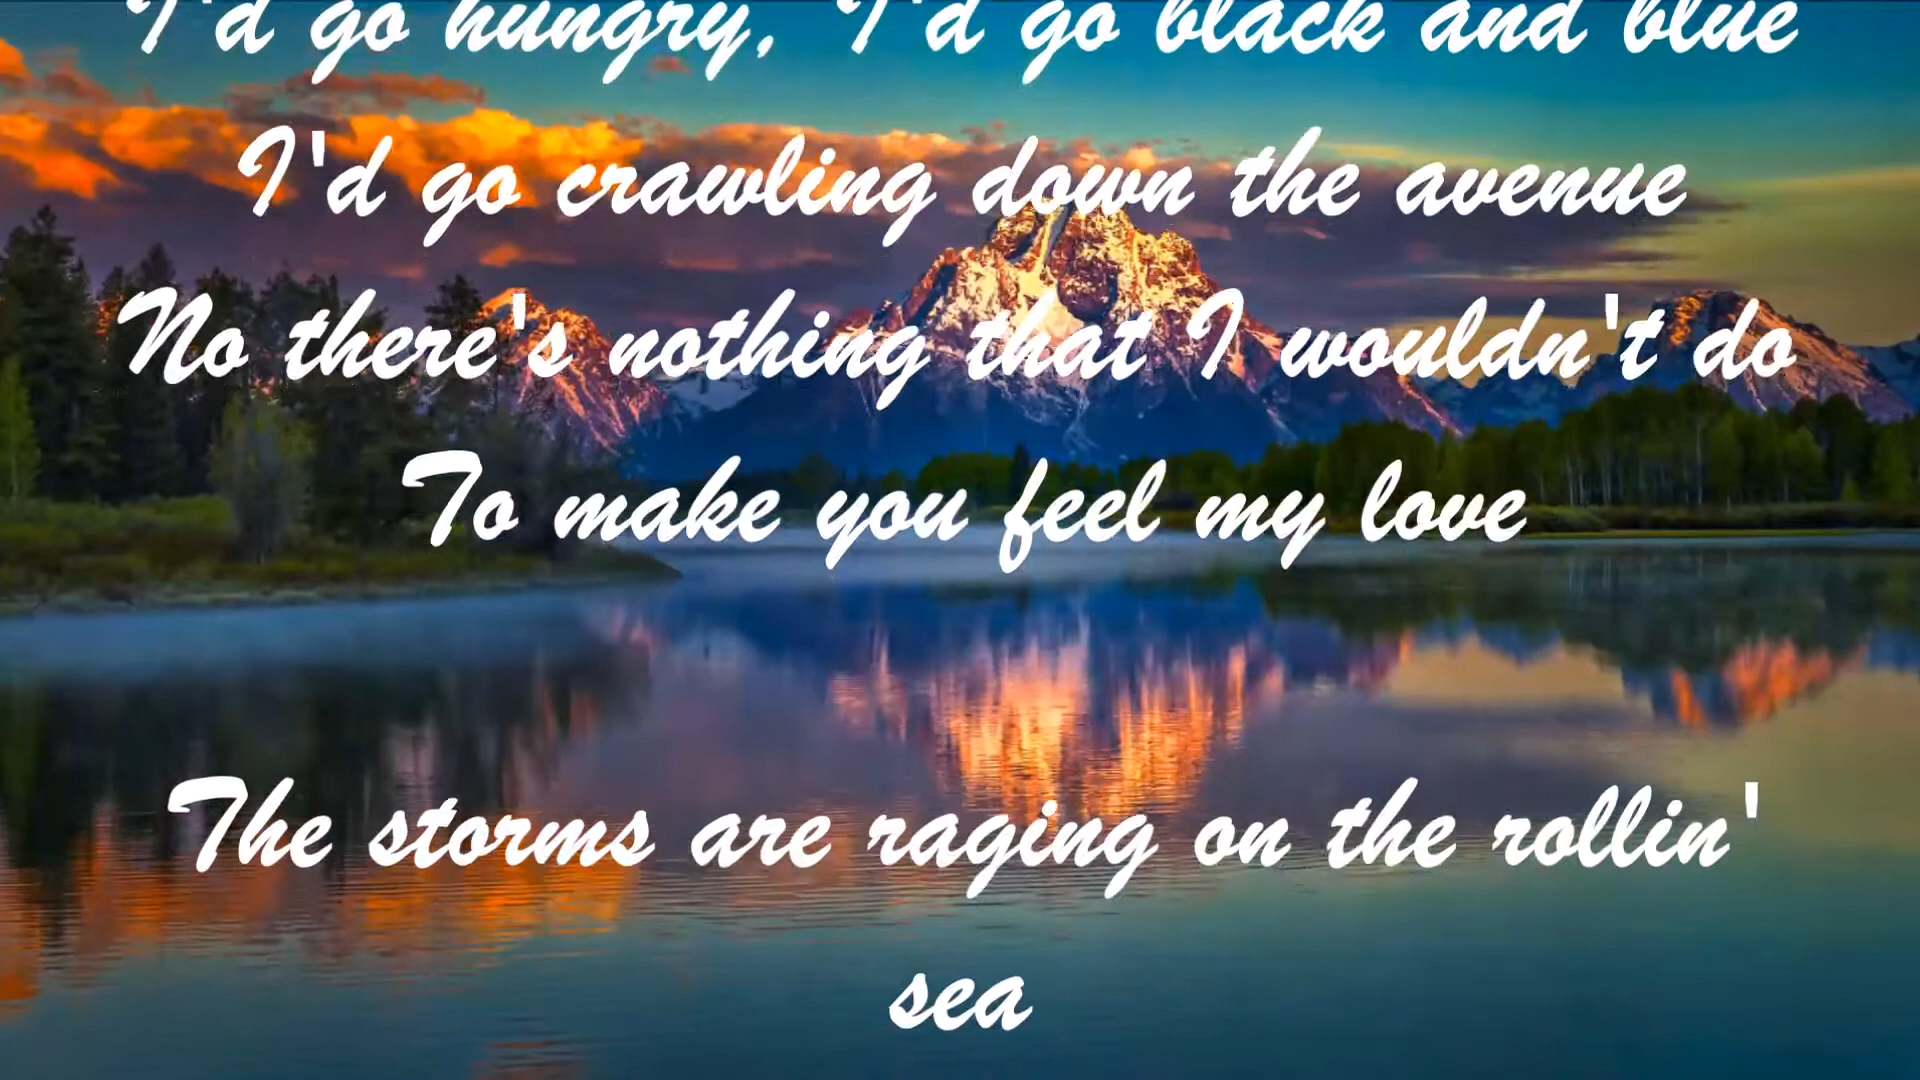 I'd go hungry, I'd go black and blue
I'd go crawling down the avenue
No there's nothing that I wouldn't do
To make you feel my love
The storms are raging on the rollin'
sea